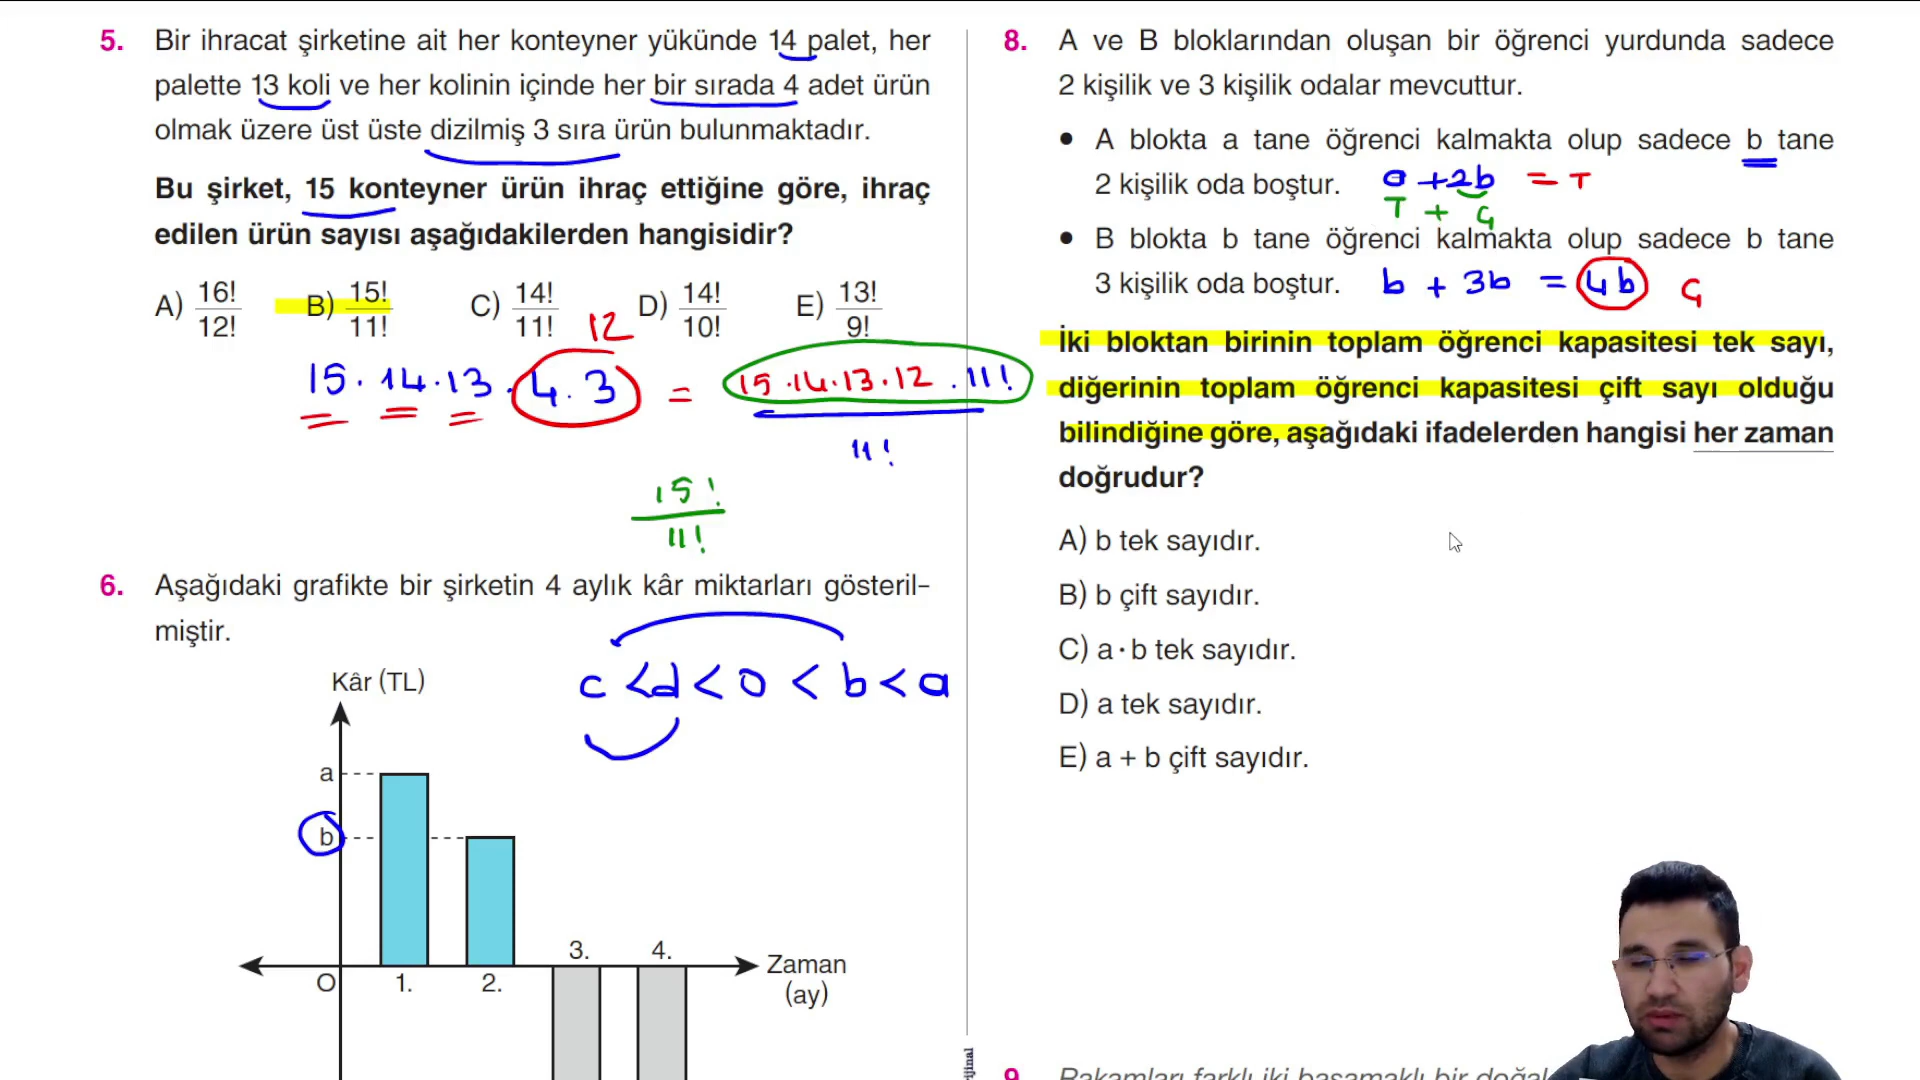 5. Bir ihracat şirketine ait her konteyner yükünde 14 palet, her
palette 13 koli ve her kolinin içinde her bir sırada 4 adet ürün
olmak üzere üst üste dizilmiş 3 sıra ürün bulunmaktadır.
Bu şirket, 15 konteyner ürün ihraç ettiğine göre, ihraç
edilen ürün sayısı aşağıdakilerden hangisidir?
A) 16!/12! B) 15!/11! C) 14!/11! D) 14!/10! E) 13!/9!
12
15 . 14 . 13 . 4 . 3 = 15 . 14 . 13 . 12 . 11!
11!
15!
11!
6. Aşağıdaki grafikte bir şirketin 4 aylık kâr miktarları gösteril-
miştir.
c < d < 0 < b < a
Kâr (TL)
a
b
3. 4.
Zaman
(ay)
O 1. 2.
8. A ve B bloklarından oluşan bir öğrenci yurdunda sadece
2 kişilik ve 3 kişilik odalar mevcuttur.
• A blokta a tane öğrenci kalmakta olup sadece b tane
2 kişilik oda boştur. a + 2b = T
T + Ç
• B blokta b tane öğrenci kalmakta olup sadece b tane
3 kişilik oda boştur. b + 3b = 4b Ç
İki bloktan birinin toplam öğrenci kapasitesi tek sayı,
diğerinin toplam öğrenci kapasitesi çift sayı olduğu
bilindiğine göre, aşağıdaki ifadelerden hangisi her zaman
doğrudur?
A) b tek sayıdır.
B) b çift sayıdır.
C) a · b tek sayıdır.
D) a tek sayıdır.
E) a + b çift sayıdır.
9. Rakamları farklı iki basamaklı bir doğal